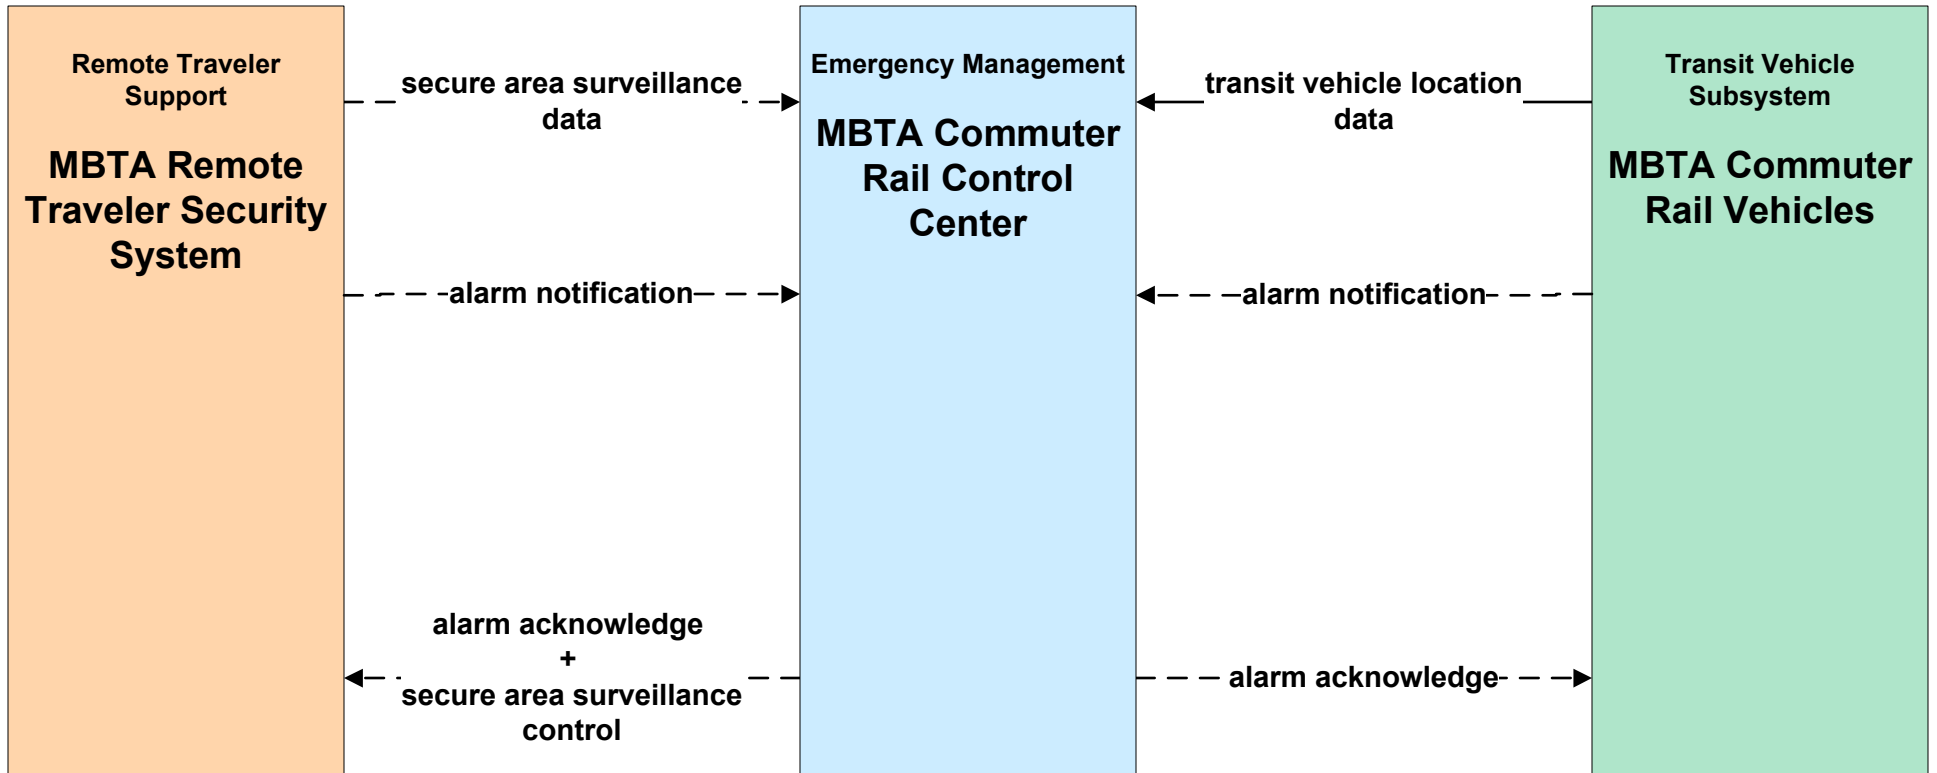 Remote Traveler
Support
MBTA Remote
Traveler Security
System
secure area surveillance
data
alarm notification
alarm acknowledge
+
secure area surveillance
control
Emergency Management
MBTA Commuter
Rail Control
Center
transit vehicle location
data
alarm notification
alarm acknowledge
Transit Vehicle
Subsystem
MBTA Commuter
Rail Vehicles